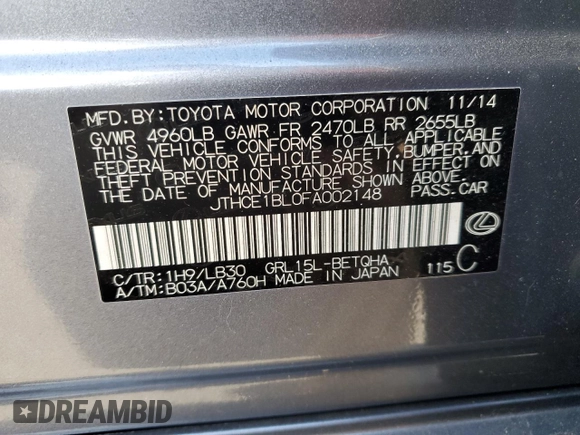 MFD. BY: TOYOTA MOTOR CORPORATION 11/14
GVWR 4960LB GAWR FR 2470LB RR 2655LB
THIS VEHICLE CONFORMS TO ALL APPLICABLE
FEDERAL MOTOR VEHICLE SAFETY, BUMPER, AND
THEFT PREVENTION STANDARDS IN EFFECT ON
THE DATE OF MANUFACTURE SHOWN ABOVE.
JTHCE1BL0FA002148 PASS. CAR
C/TR: 1H9/LB30 GRL15L-BETQHA
A/TM: B03A/A760H MADE IN JAPAN 115 C
DREAMBID